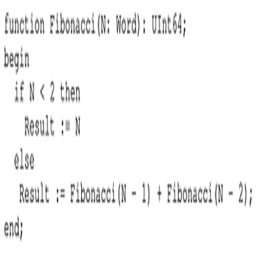 function Fibonacci(N: Word): UInt64;
begin
  if N < 2 then
    Result := N
  else
   Result := Fibonacci(N - 1) + Fibonacci(N - 2);
end;